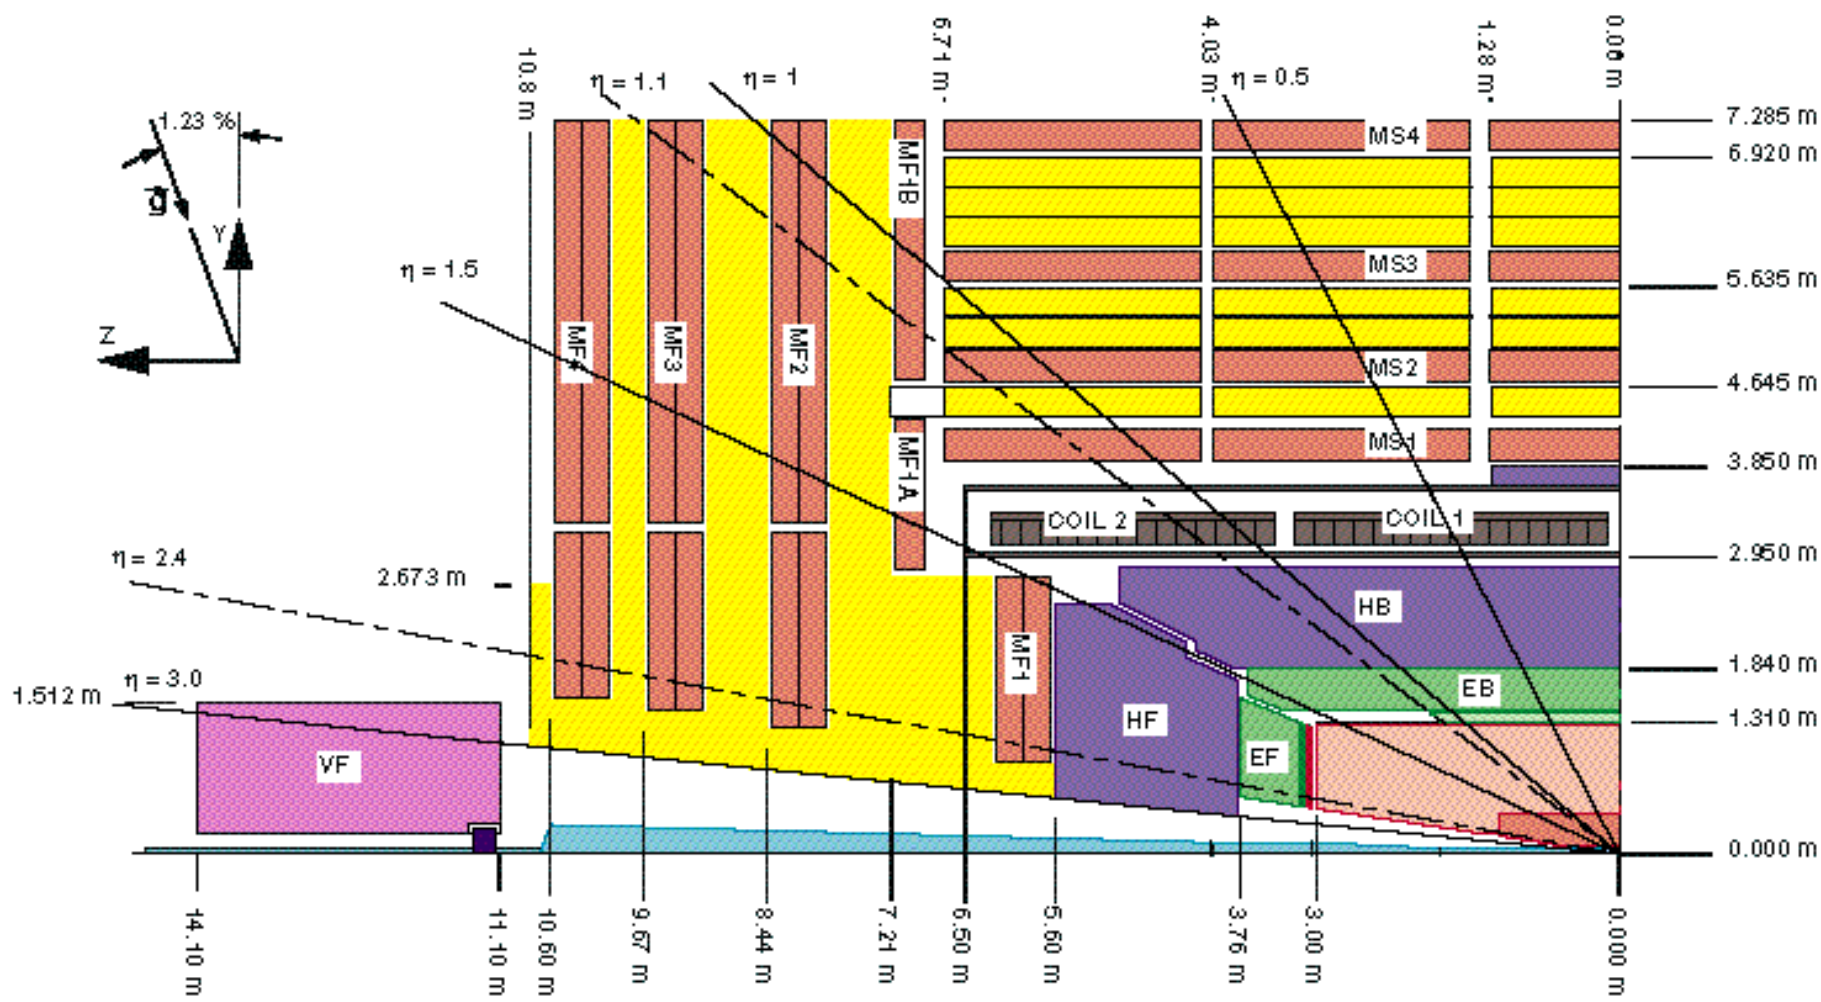 10.8 m
6.71 m
4.03 m
1.28 m
0.00 m
η = 1.1
η = 1
η = 0.5
1.23 %
g
Y
Z
7.285 m
6.920 m
5.635 m
4.645 m
3.850 m
2.950 m
1.840 m
1.310 m
0.000 m
MS4
MF1B
MS3
η = 1.5
MF3
MF2
MS2
MS1
MF1A
COIL 2
COIL 1
η = 2.4
2.673 m
HB
MF1
EB
η = 3.0
1.512 m
HF
EF
VF
14.10 m
11.10 m
10.60 m
9.67 m
8.44 m
7.21 m
6.50 m
5.60 m
3.76 m
3.00 m
0.000 m